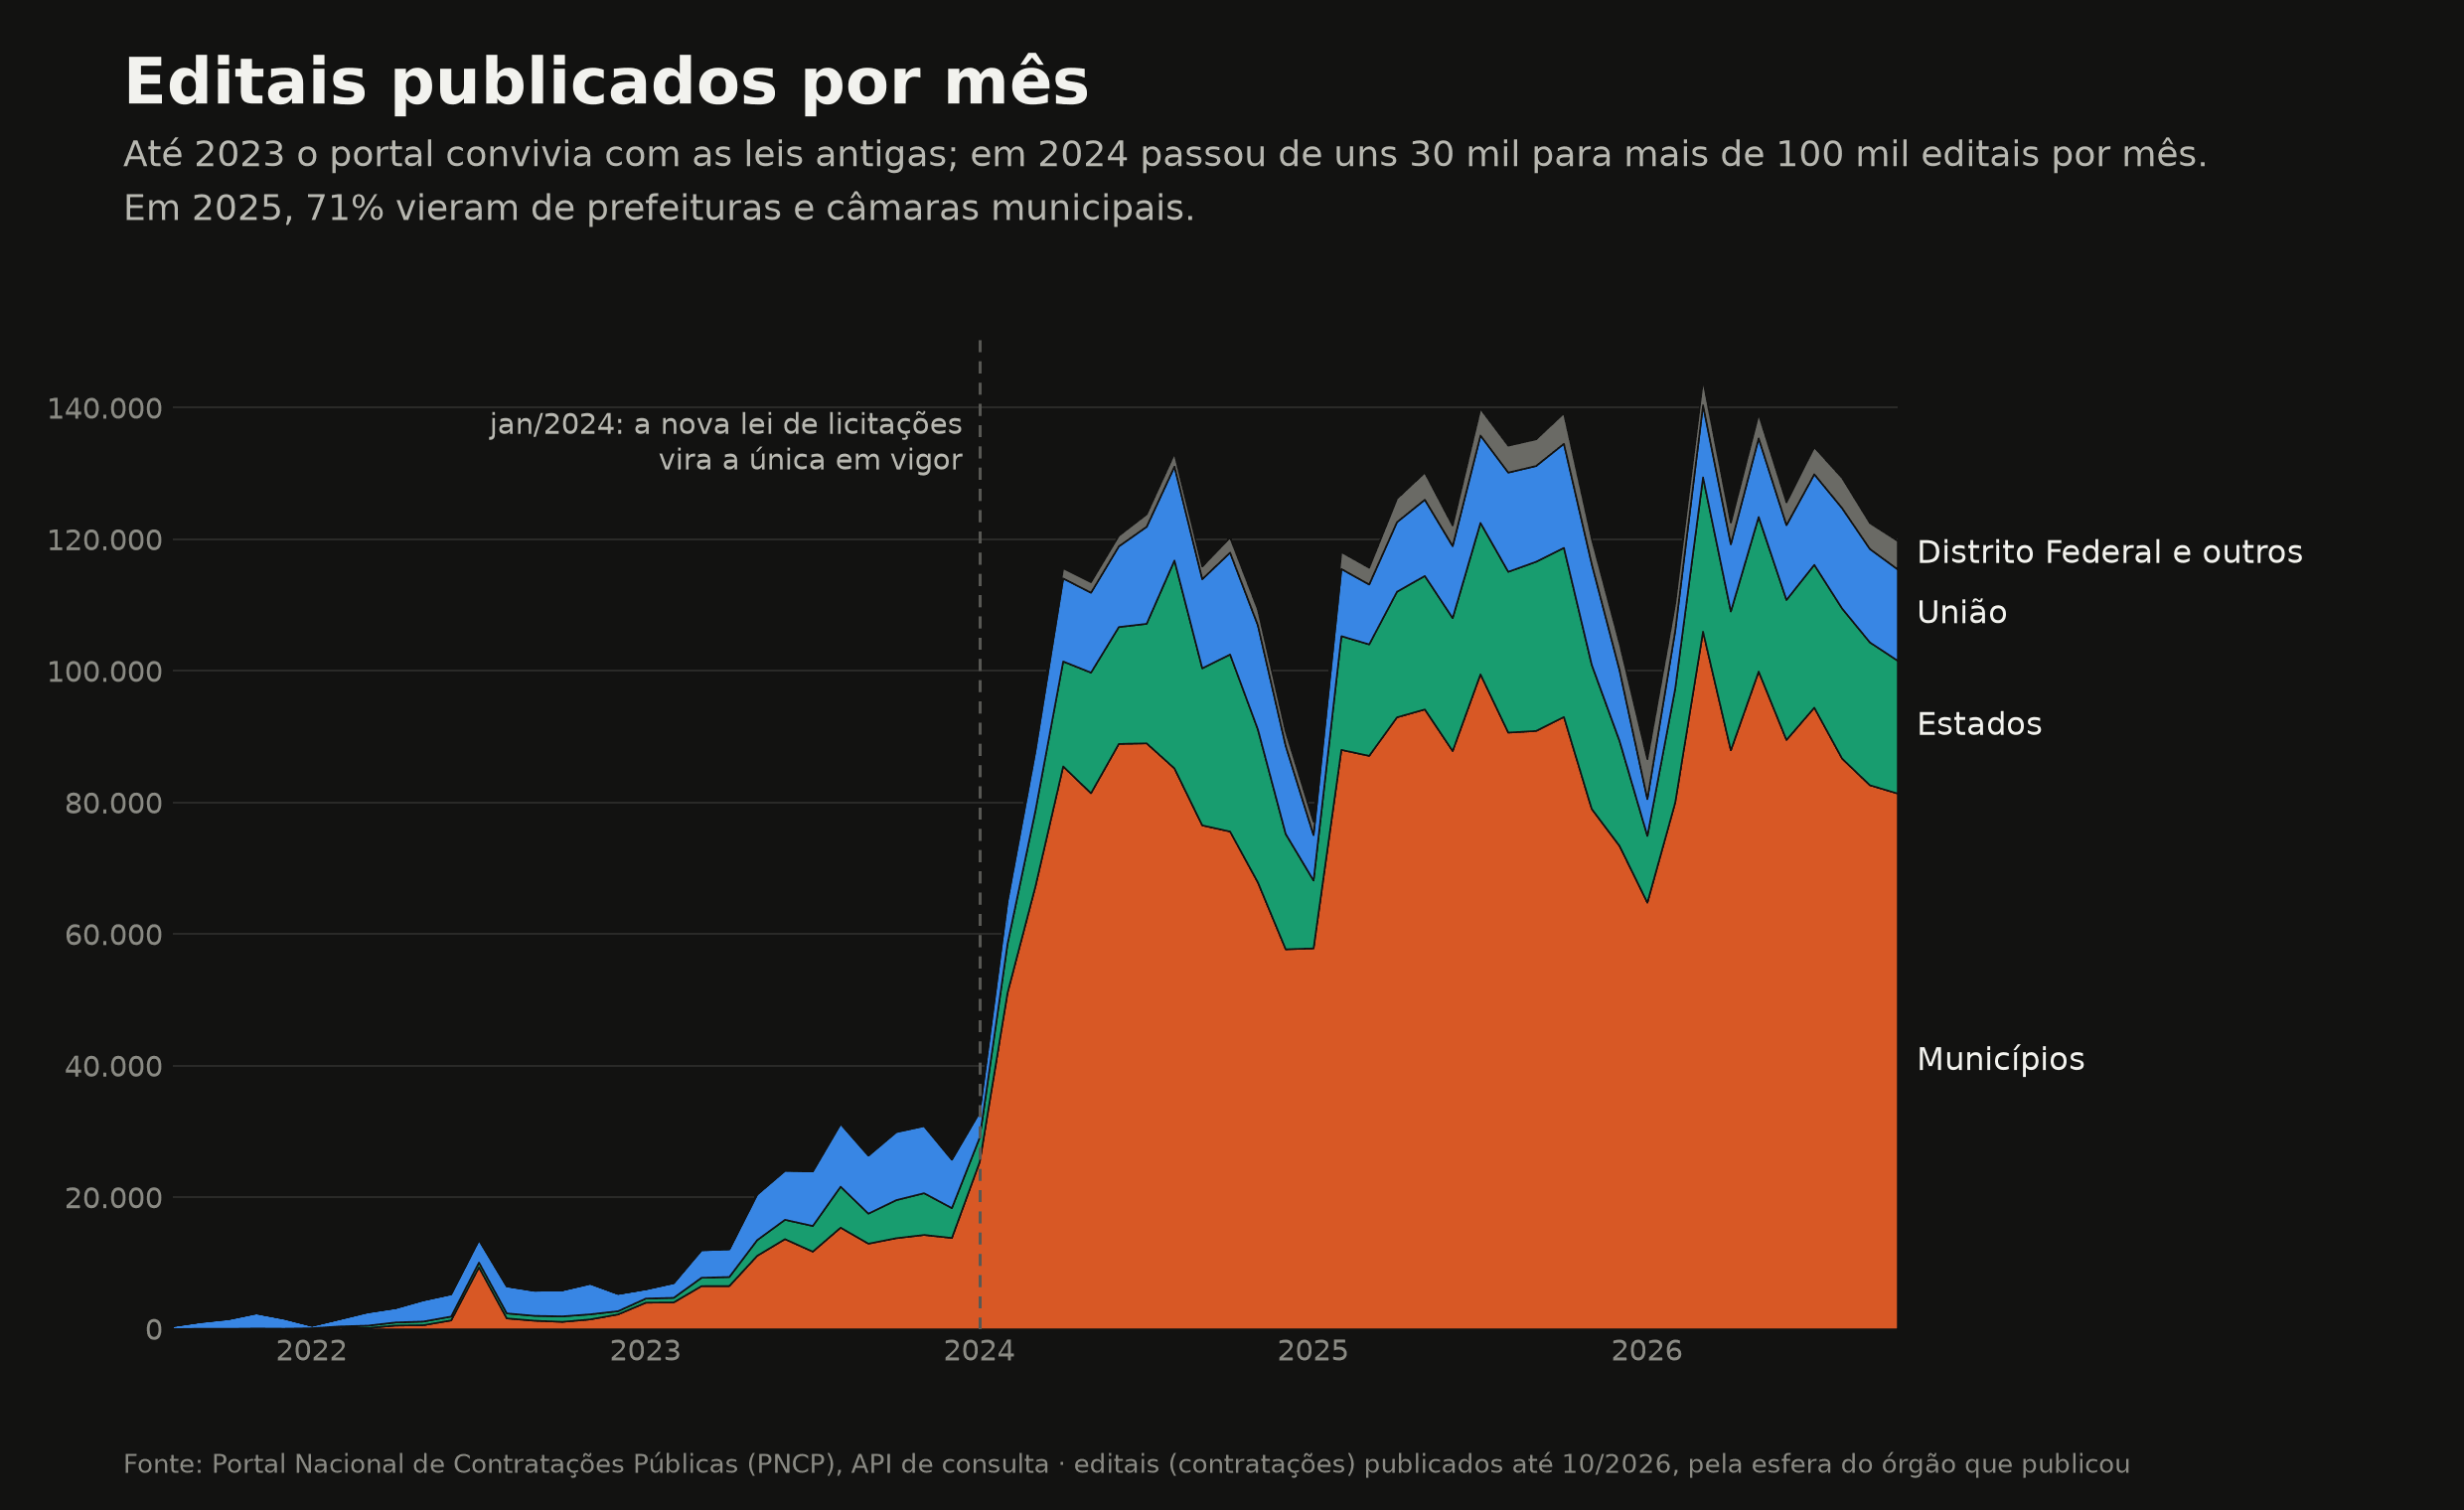 Editais publicados por mês
Até 2023 o portal convivia com as leis antigas; em 2024 passou de uns 30 mil para mais de 100 mil editais por mês.
Em 2025, 71% vieram de prefeituras e câmaras municipais.
140.000
jan/2024: a nova lei de licitações
vira a única em vigor
120.000
Distrito Federal e outros
União
100.000
Estados
80.000
60.000
40.000
Municípios
20.000
0
2022
2023
2024
2025
2026
Fonte: Portal Nacional de Contratações Públicas (PNCP), API de consulta · editais (contratações) publicados até 10/2026, pela esfera do órgão que publicou